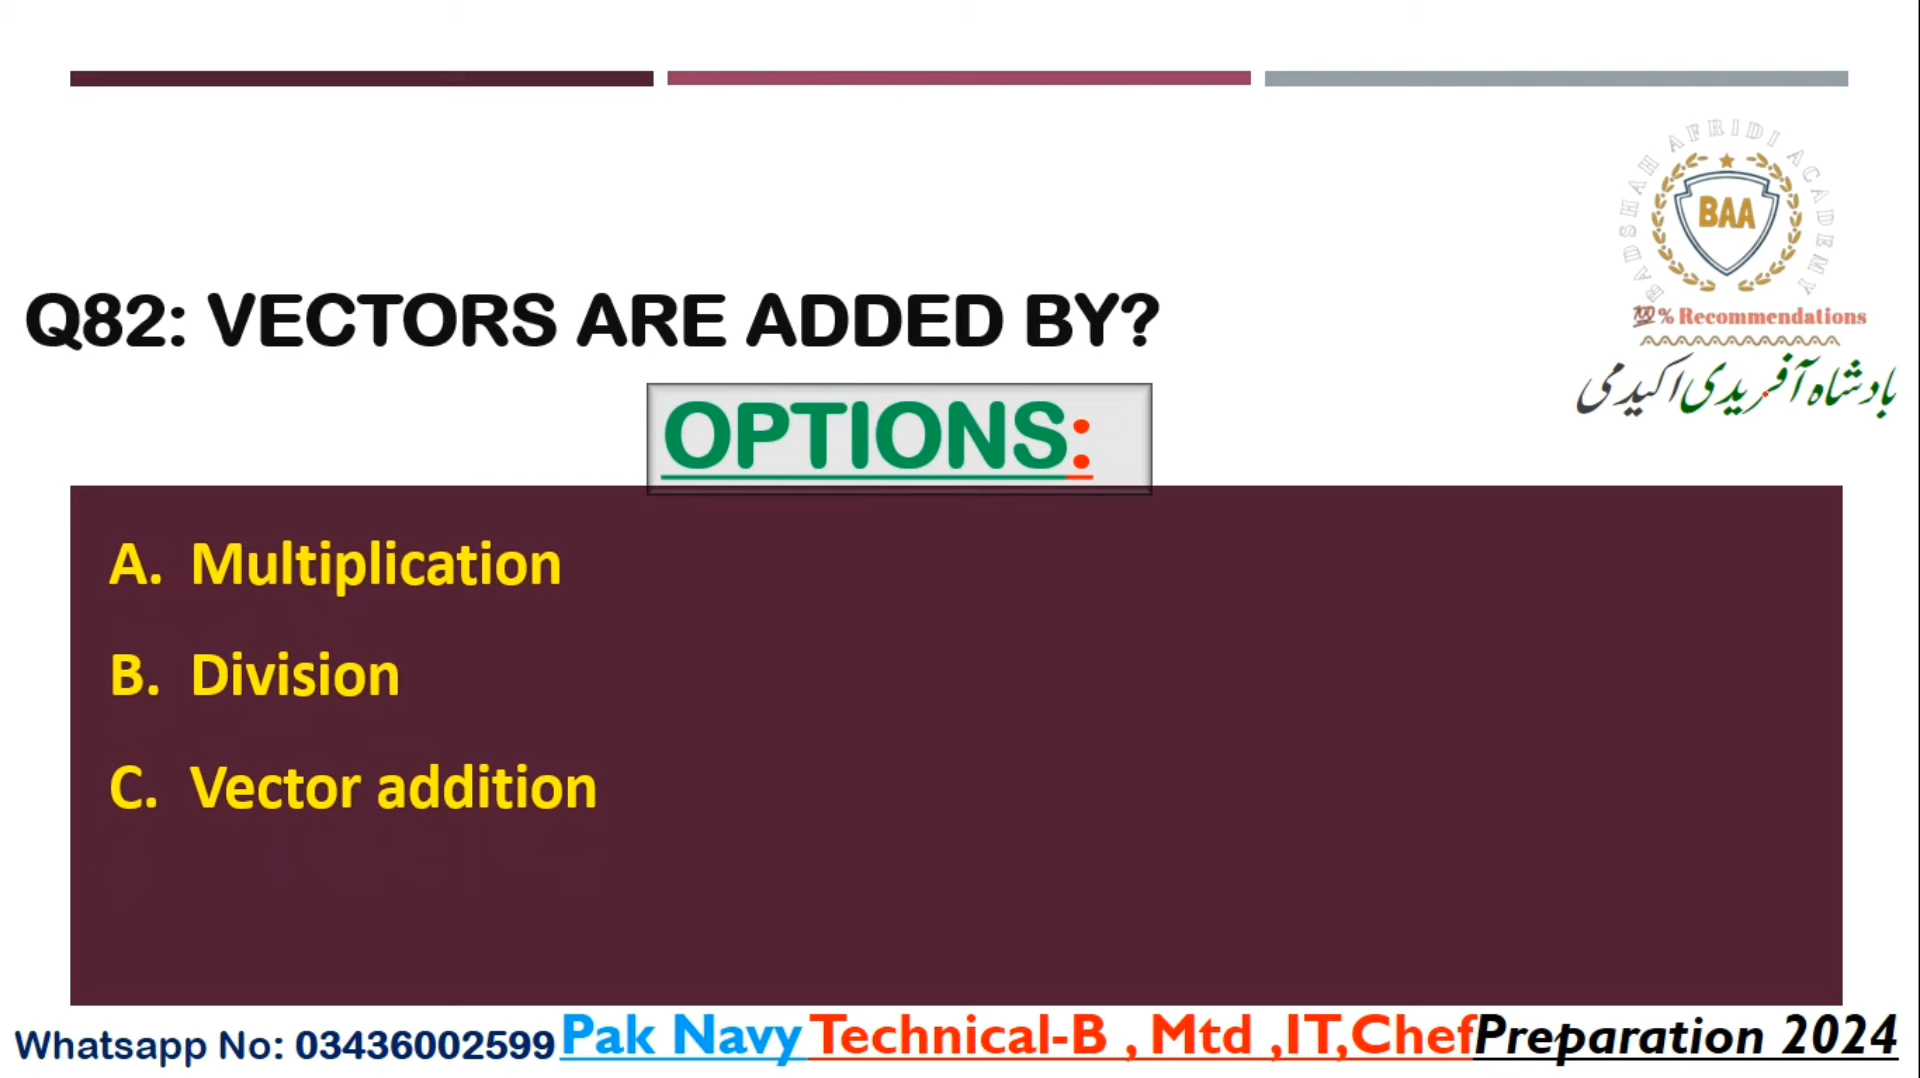 BADSHAH AFRIDI ACADEMY
BAA
100% Recommendations
بادشاہ آفریدی اکیڈمی
Q82: VECTORS ARE ADDED BY?
OPTIONS:
A. Multiplication
B. Division
C. Vector addition
Whatsapp No: 03436002599 Pak Navy Technical-B , Mtd ,IT,Chef Preparation 2024